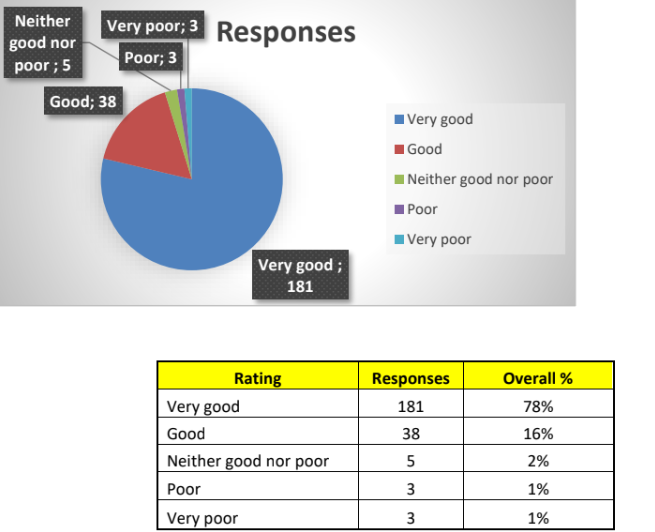 Responses
Neither
good nor
poor ; 5
Very poor; 3
Poor; 3
Good; 38
Very good ;
181
Very good
Good
Neither good nor poor
Poor
Very poor
Rating Responses Overall %
Very good 181 78%
Good 38 16%
Neither good nor poor 5 2%
Poor 3 1%
Very poor 3 1%